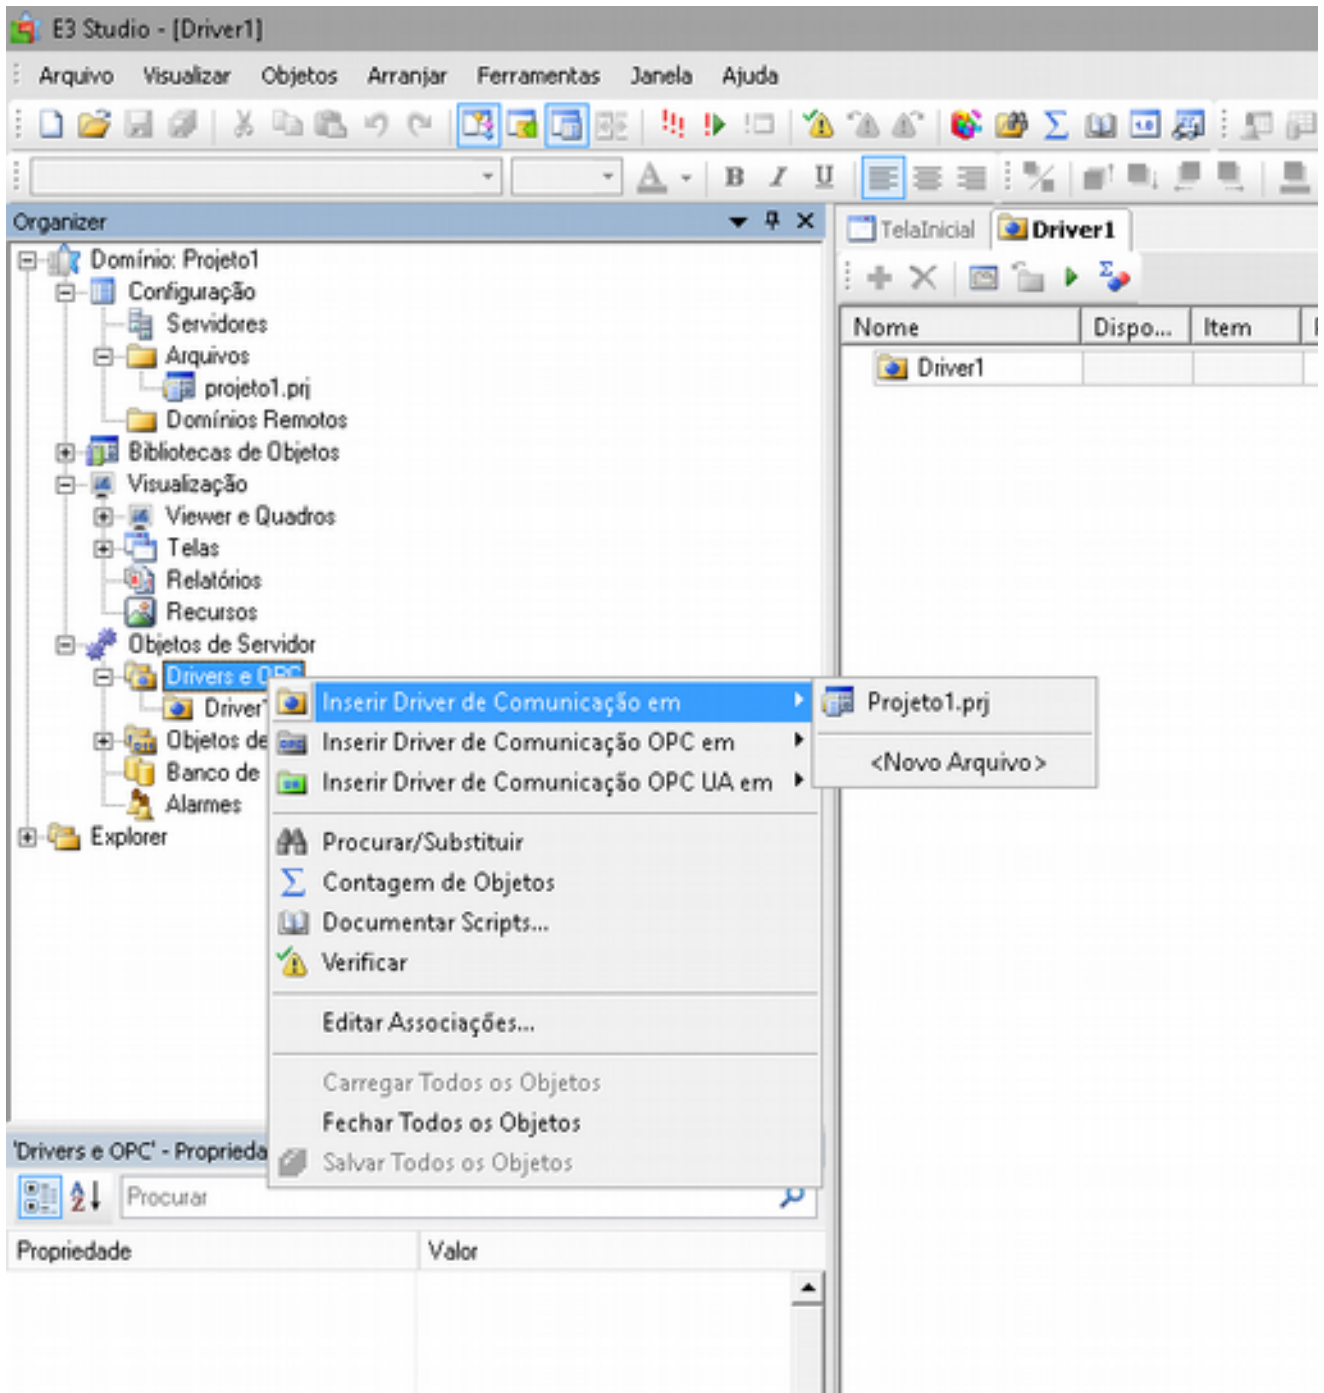 E3 Studio - [Driver1]
Arquivo Visualizar Objetos Arranjar Ferramentas Janela Ajuda
A B I U
Organizer
Domínio: Projeto1
Configuração
Servidores
Arquivos
projeto1.prj
Domínios Remotos
Bibliotecas de Objetos
Visualização
Viewer e Quadros
Telas
Relatórios
Recursos
Objetos de Servidor
Drivers e OPC
Driver
Objetos de
Banco de
Alarmes
Explorer
Inserir Driver de Comunicação em
Inserir Driver de Comunicação OPC em
Inserir Driver de Comunicação OPC UA em
Procurar/Substituir
Contagem de Objetos
Documentar Scripts...
Verificar
Editar Associações...
Carregar Todos os Objetos
Fechar Todos os Objetos
Salvar Todos os Objetos
Projeto1.prj
<Novo Arquivo>
TelaInicial Driver1
Nome Dispo... Item
Driver1
'Drivers e OPC' - Proprieda
Procurar
Propriedade Valor